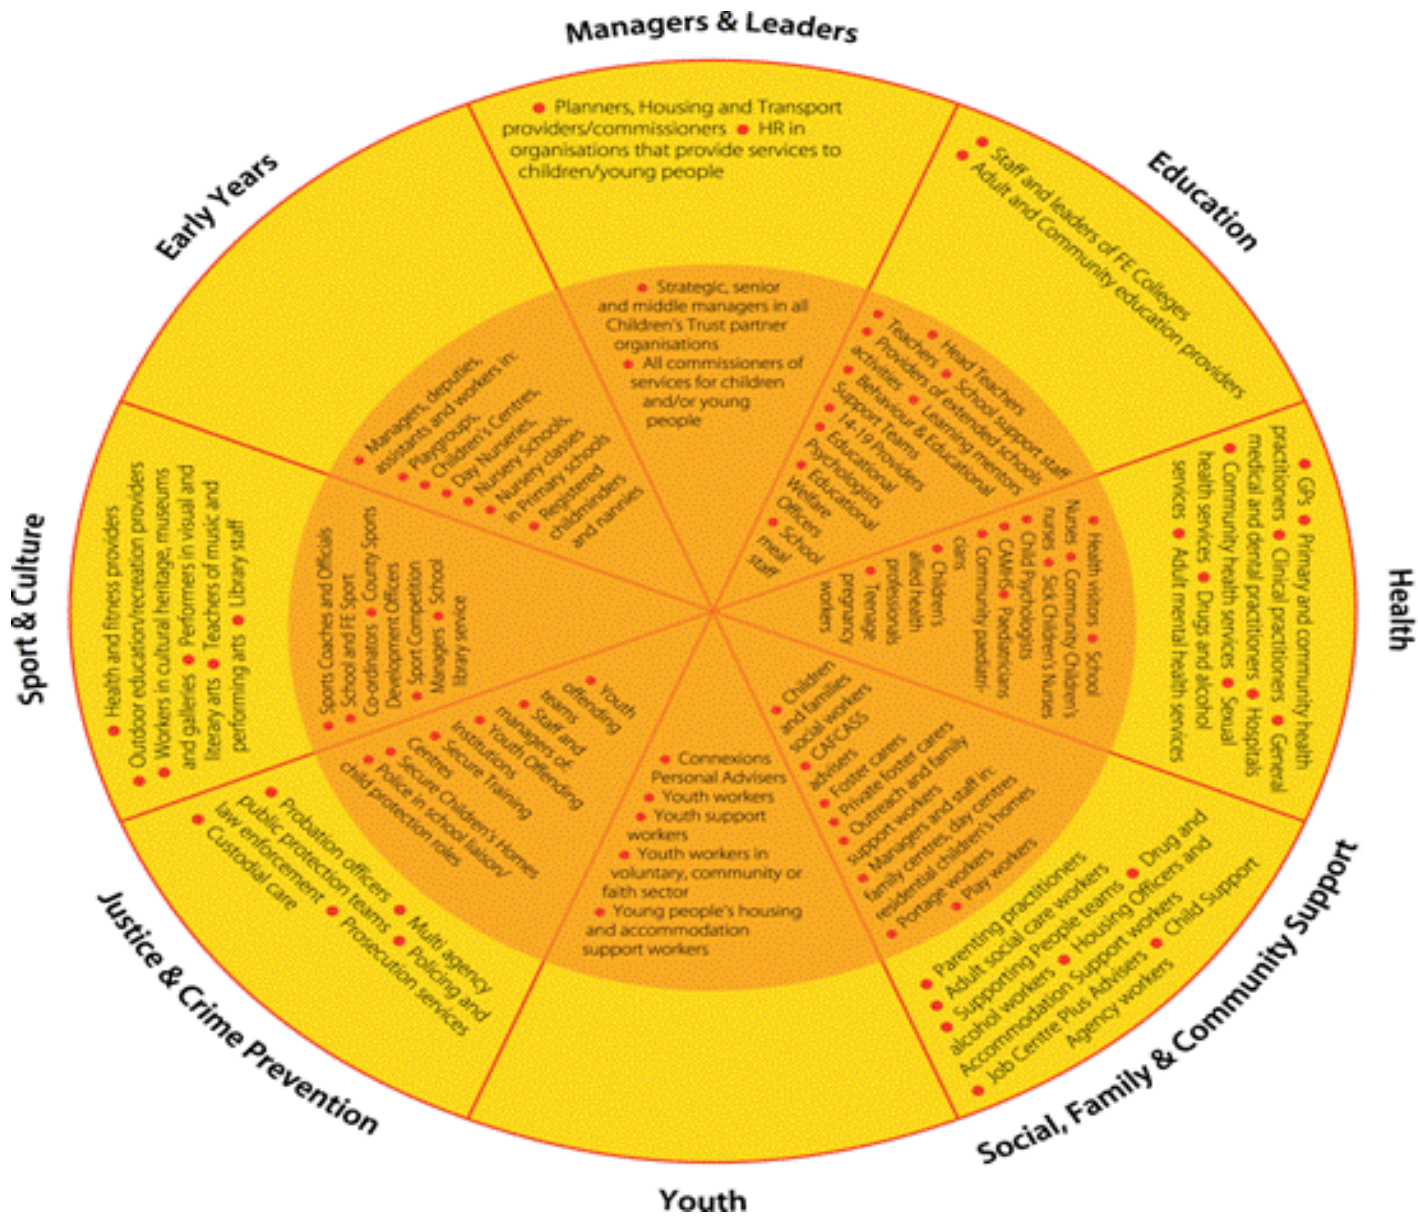 Managers & Leaders
• Planners, Housing and Transport
providers/commissioners • HR in
organisations that provide services to
children/young people
• Strategic, senior
and middle managers in all
Children's Trust partner
organisations
• All commissioners of
services for children
and/or young
people
Education
• Staff and leaders of FE Colleges
• Adult and Community education providers
• Head Teachers
• Teachers • School support staff
• Providers of extended schools
activities • Learning mentors
• Behaviour & Educational
Support Teams
• 14-19 Providers
• Educational
Psychologists
• Educational
Welfare
Officers
• School
meal
staff
Health
• GPs • Primary and community health
practitioners • Clinical practitioners • General
medical and dental practitioners • Hospitals
• Community health services • Sexual
health services • Drugs and alcohol
services • Adult mental health services
• Health visitors • School
Nurses • Community Children's
nurses • Sick Children's Nurses
• Child Psychologists
• CAMHS • Paediatricians
• Community paediatri-
cians
• Children's
allied health
professionals
• Teenage
pregnancy
workers
Social, Family & Community Support
• Children
and families
social workers
• CAFCASS
advisers
• Foster carers
• Private foster carers
• Outreach and family
support workers
• Managers and staff in:
family centres, day centres
residential children's homes
• Portage workers
• Play workers
• Parenting practitioners
• Adult social care workers
• Supporting People teams • Drug and
alcohol workers • Housing Officers and
Accommodation Support workers
• Job Centre Plus Advisers • Child Support
Agency workers
Youth
• Connexions
Personal Advisers
• Youth workers
• Youth support
workers
• Youth workers in
voluntary, community or
faith sector
• Young people's housing
and accommodation
support workers
Justice & Crime Prevention
• Youth
offending
teams
• Staff and
managers of:
• Youth Offending
Institutions
• Secure Training
Centres
• Secure Children's Homes
• Police in school liaison/
child protection roles
• Probation officers • Multi agency
public protection teams • Policing and
law enforcement • Prosecution services
• Custodial care
Sport & Culture
• Health and fitness providers
• Outdoor education/recreation providers
• Workers in cultural heritage, museums
and galleries • Performers in visual and
literary arts • Teachers of music and
performing arts • Library staff
• Sports Coaches and Officials
• School and FE Sport
Co-ordinators • County Sports
Development Officers
• Sport Competition
Managers • School
library service
Early Years
• Managers, deputies,
assistants and workers in:
• Playgroups,
• Children's Centres,
• Day Nurseries,
• Nursery Schools,
• Nursery classes
in Primary schools
• Registered
childminders
and nannies